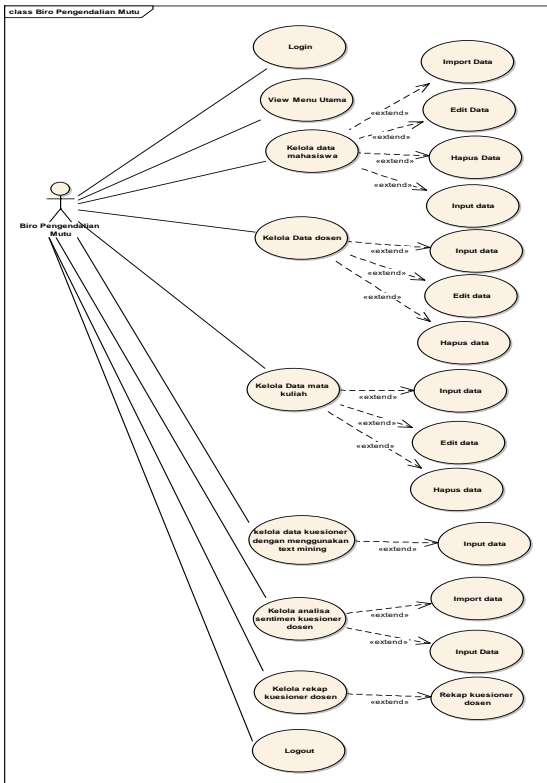 class Biro Pengendalian Mutu
Login
Import Data
View Menu Utama
«extend»
Edit Data
«extend»
Kelola data
mahasiswa
Hapus Data
«extend»
«extend»
Input data
Biro Pengendalian
Mutu
Kelola Data dosen
Input data
«extend»
«extend»
Edit data
«extend»
Hapus data
Kelola Data mata
kuliah
Input data
«extend»
«extend»
Edit data
«extend»
Hapus data
kelola data kuesioner
dengan menggunakan
text mining
Input data
«extend»
Kelola analisa
sentimen kuesioner
dosen
Import data
«extend»
«extend»
Input Data
Kelola rekap
kuesioner dosen
Rekap kuesioner
dosen
«extend»
Logout